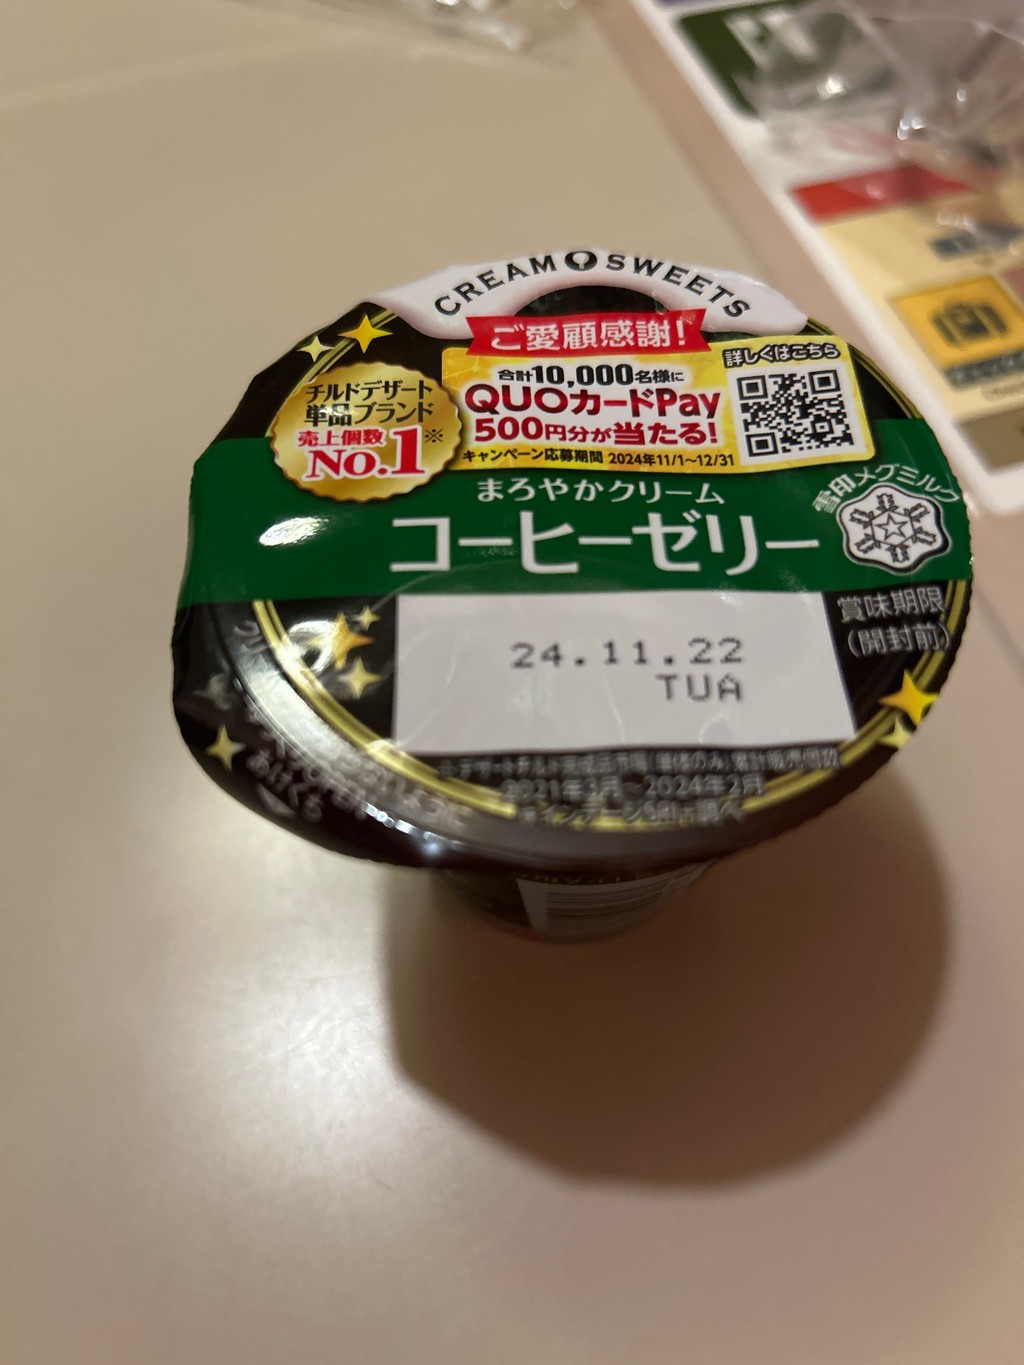 CREAM SWEETS
ご愛顧感謝!
詳しくはこちら
合計10,000名様に
QUOカードPay
500円分が当たる!
キャンペーン応募期間 2024年11/1~12/31
チルドデザート
単品ブランド
売上個数※
No.1
まろやかクリーム
コーヒーゼリー
雪印メグミルク
賞味期限
(開封前)
24.11.22
TUA
2021年3月~2024年2月